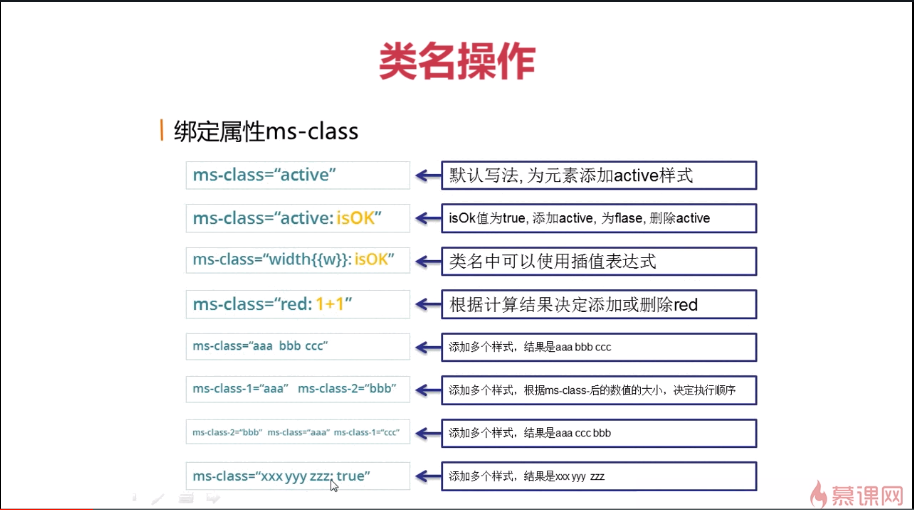 类名操作
绑定属性ms-class
ms-class=“active” 默认写法, 为元素添加active样式
ms-class=“active: isOK” isOk值为true, 添加active, 为flase, 删除active
ms-class=“width{{w}}: isOK” 类名中可以使用插值表达式
ms-class=“red: 1+1” 根据计算结果决定添加或删除red
ms-class=“aaa bbb ccc” 添加多个样式，结果是aaa bbb ccc
ms-class-1=“aaa” ms-class-2=“bbb” 添加多个样式，根据ms-class-后的数值的大小，决定执行顺序
ms-class-2=“bbb” ms-class=“aaa” ms-class-1=“ccc” 添加多个样式，结果是aaa ccc bbb
ms-class=“xxx yyy zzz: true” 添加多个样式，结果是xxx yyy zzz
慕课网